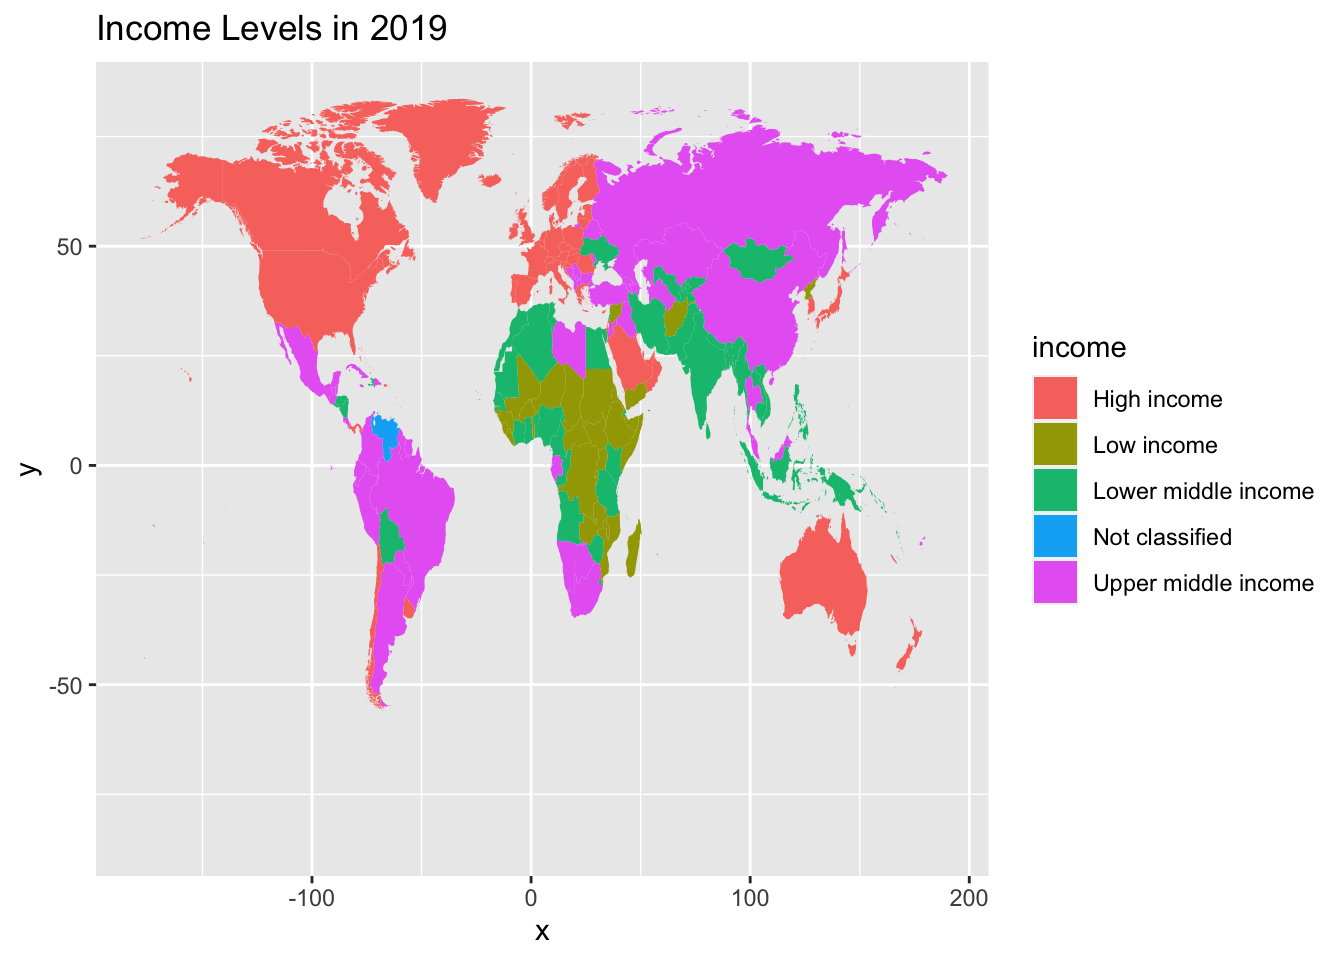 Income Levels in 2019
50
0
-50
-100
0
100
200
x
y
income
High income
Low income
Lower middle income
Not classified
Upper middle income